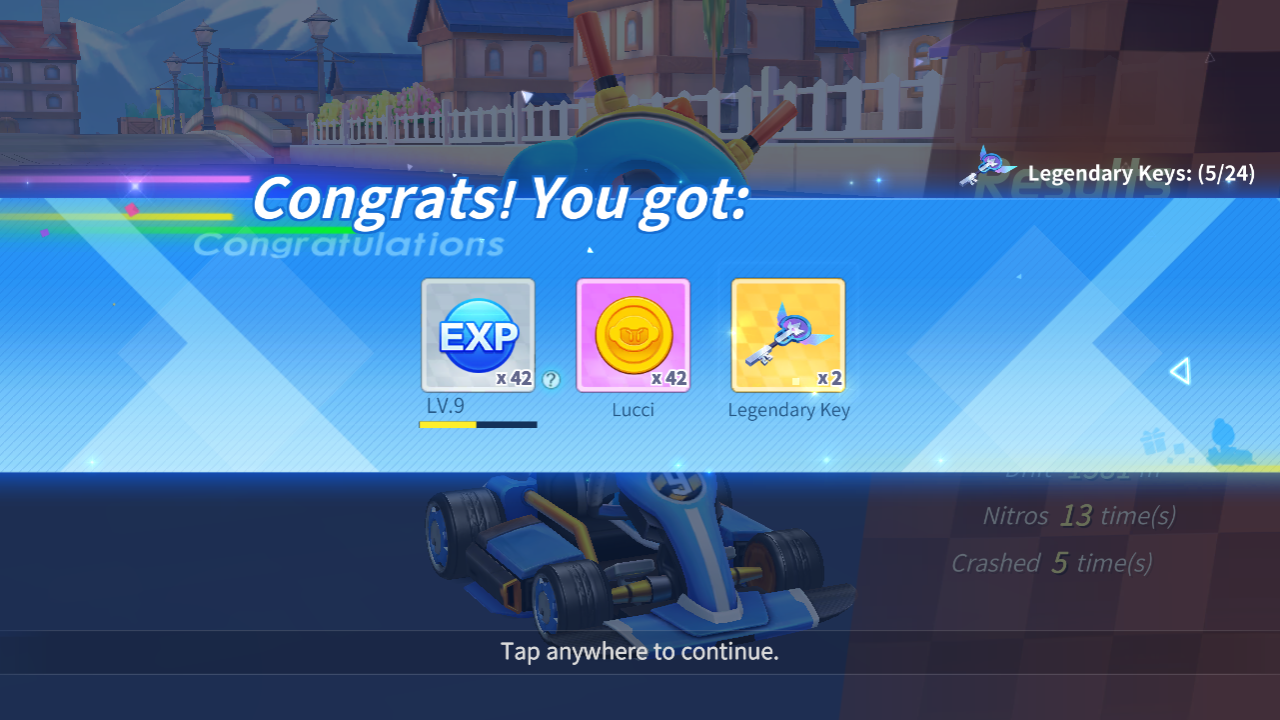 Results
Legendary Keys: (5/24)
Congrats! You got:
Congratulations
EXP
x 42
?
x 42
x 2
LV.9
Lucci
Legendary Key
Nitros 13 time(s)
Crashed 5 time(s)
Tap anywhere to continue.